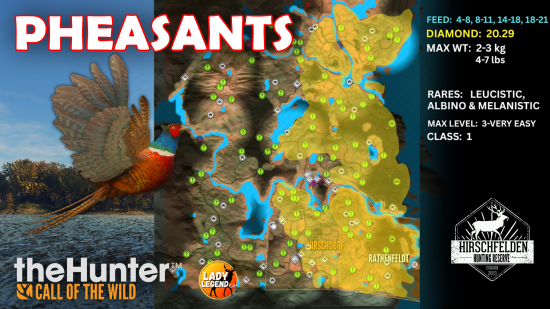 PHEASANTS
FEED: 4-8, 8-11, 14-18, 18-21
DIAMOND: 20.29
MAX WT: 2-3 kg
4-7 lbs
RARES: LEUCISTIC,
ALBINO & MELANISTIC
MAX LEVEL: 3-VERY EASY
CLASS: 1
HIRSCHDORF
RATHENFELDT
HIRSCHFELDEN
HUNTING RESERVE
theHunter™
CALL OF THE WILD
LADY
LEGEND